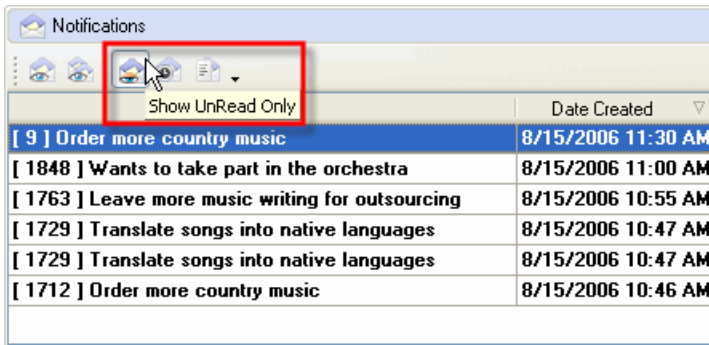 Notifications
Show UnRead Only
Date Created
[ 9 ] Order more country music 8/15/2006 11:30 AM
[ 1848 ] Wants to take part in the orchestra 8/15/2006 11:00 AM
[ 1763 ] Leave more music writing for outsourcing 8/15/2006 10:55 AM
[ 1729 ] Translate songs into native languages 8/15/2006 10:47 AM
[ 1729 ] Translate songs into native languages 8/15/2006 10:47 AM
[ 1712 ] Order more country music 8/15/2006 10:46 AM